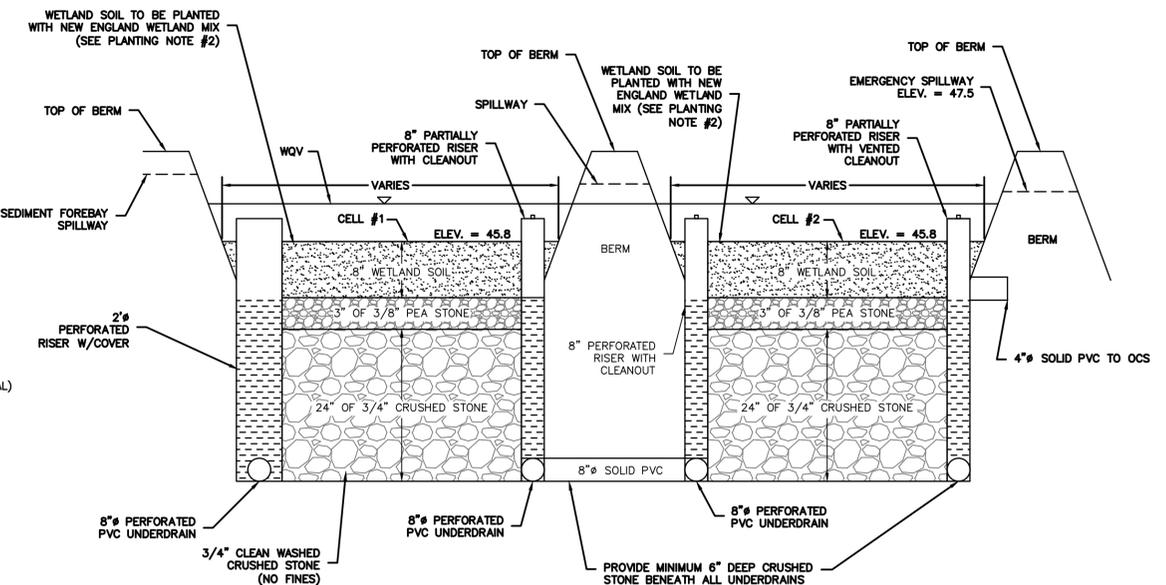 WETLAND SOIL TO BE PLANTED
WITH NEW ENGLAND WETLAND MIX
(SEE PLANTING NOTE #2)
TOP OF BERM
SEDIMENT FOREBAY
SPILLWAY
WQV
VARIES
CELL #1
ELEV. = 45.8
8" PARTIALLY
PERFORATED RISER
WITH CLEANOUT
SPILLWAY
TOP OF BERM
WETLAND SOIL TO BE
PLANTED WITH NEW
ENGLAND WETLAND
MIX (SEE PLANTING
NOTE #2)
VARIES
CELL #2
ELEV. = 45.8
8" PARTIALLY
PERFORATED RISER
WITH VENTED
CLEANOUT
EMERGENCY SPILLWAY
ELEV. = 47.5
TOP OF BERM
BERM
BERM
8" WETLAND SOIL
8" WETLAND SOIL
3" OF 3/8" PEA STONE
3" OF 3/8" PEA STONE
2'ø
PERFORATED
RISER W/COVER
AL)
8" PERFORATED
RISER WITH
CLEANOUT
4"ø SOLID PVC TO OCS
24" OF 3/4" CRUSHED STONE
24" OF 3/4" CRUSHED STONE
8"ø SOLID PVC
8"ø PERFORATED
PVC UNDERDRAIN
3/4" CLEAN WASHED
CRUSHED STONE
(NO FINES)
8"ø PERFORATED
PVC UNDERDRAIN
8"ø PERFORATED
PVC UNDERDRAIN
PROVIDE MINIMUM 6" DEEP CRUSHED
STONE BENEATH ALL UNDERDRAINS